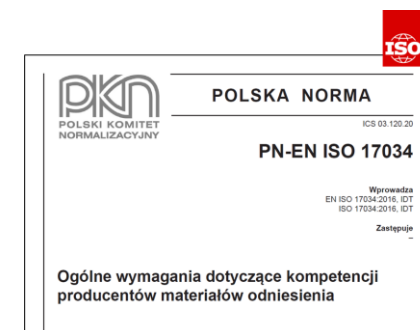 ISO
PKN
POLSKI KOMITET
NORMALIZACYJNY
POLSKA NORMA
ICS 03.120.20
PN-EN ISO 17034
Wprowadza
EN ISO 17034:2016, IDT
ISO 17034:2016, IDT
Zastępuje
–
Ogólne wymagania dotyczące kompetencji
producentów materiałów odniesienia